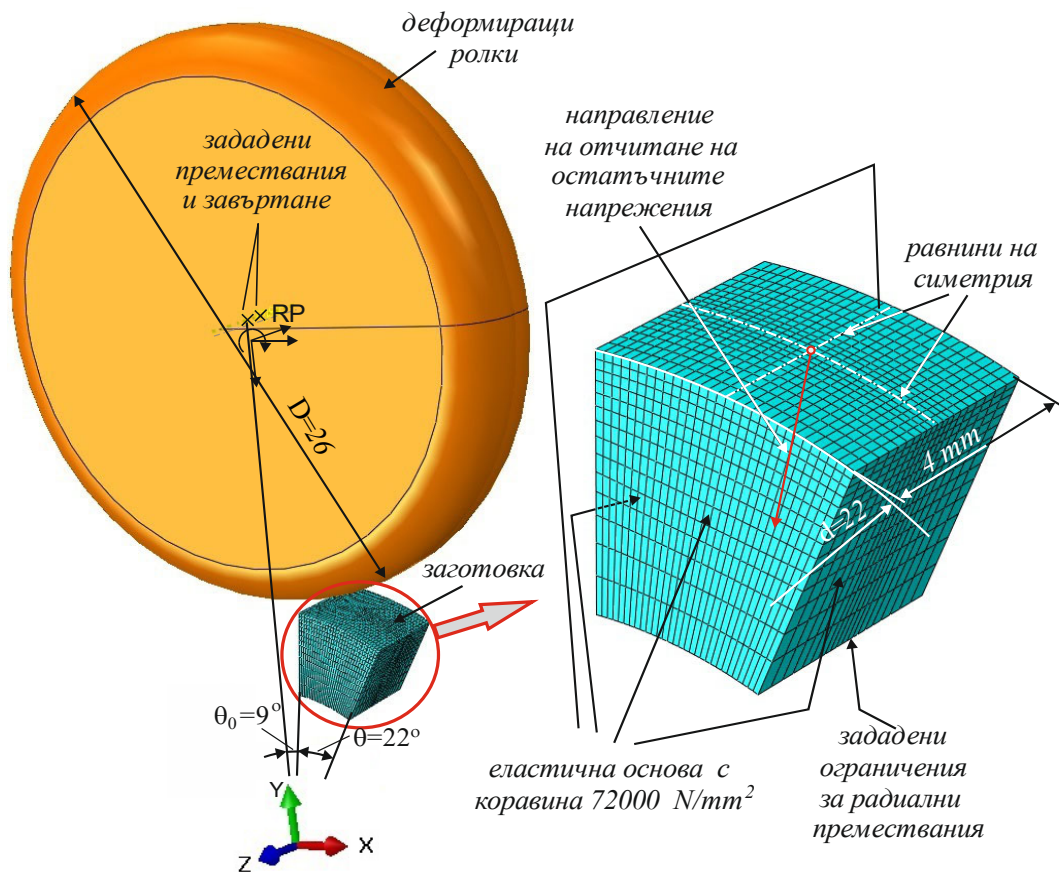 деформиращи
ролки
зададени
премествания
и завъртане
RP
D=26
заготовка
θ₀=9°
θ=22°
Y
X
Z
направление
на отчитане на
остатъчните
напрежения
равнини на
симетрия
4 mm
d=22
еластична основа с
коравина 72000 N/mm²
зададени
ограничения
за радиални
премествания